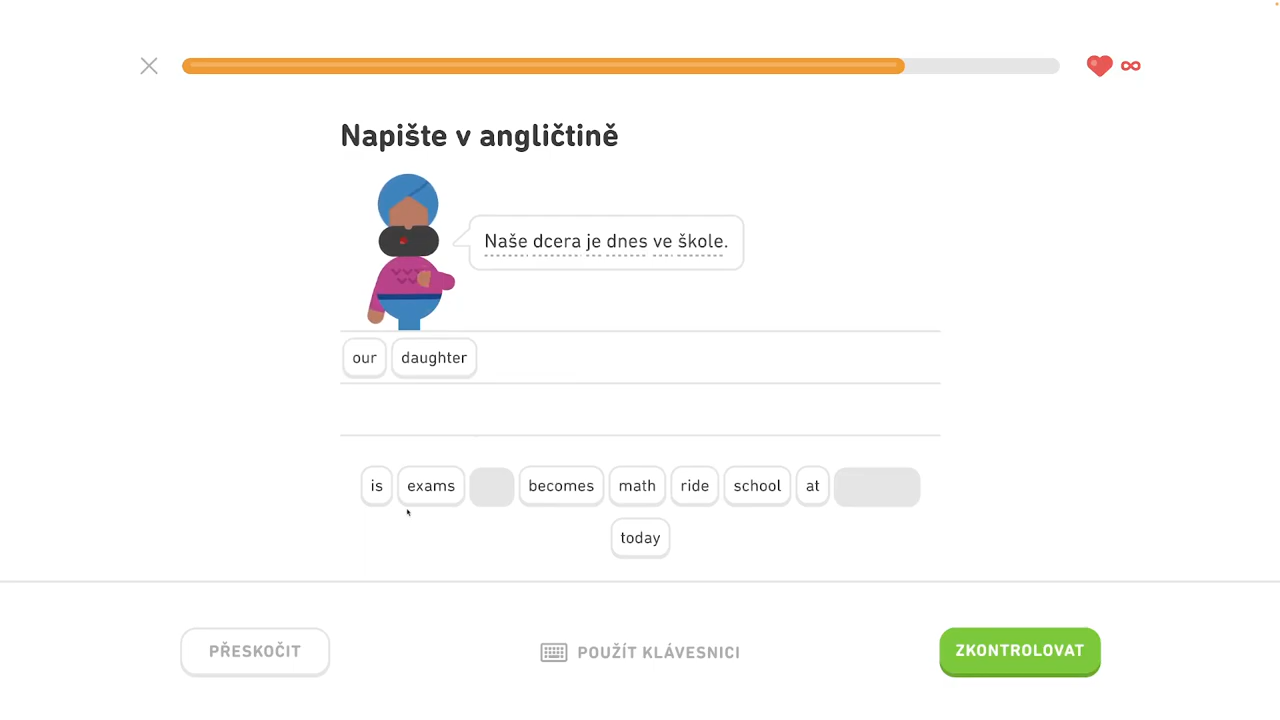 ∞
Napište v angličtině
Naše dcera je dnes ve škole.
our daughter
is exams becomes math ride school at
today
PŘESKOČIT POUŽÍT KLÁVESNICI ZKONTROLOVAT